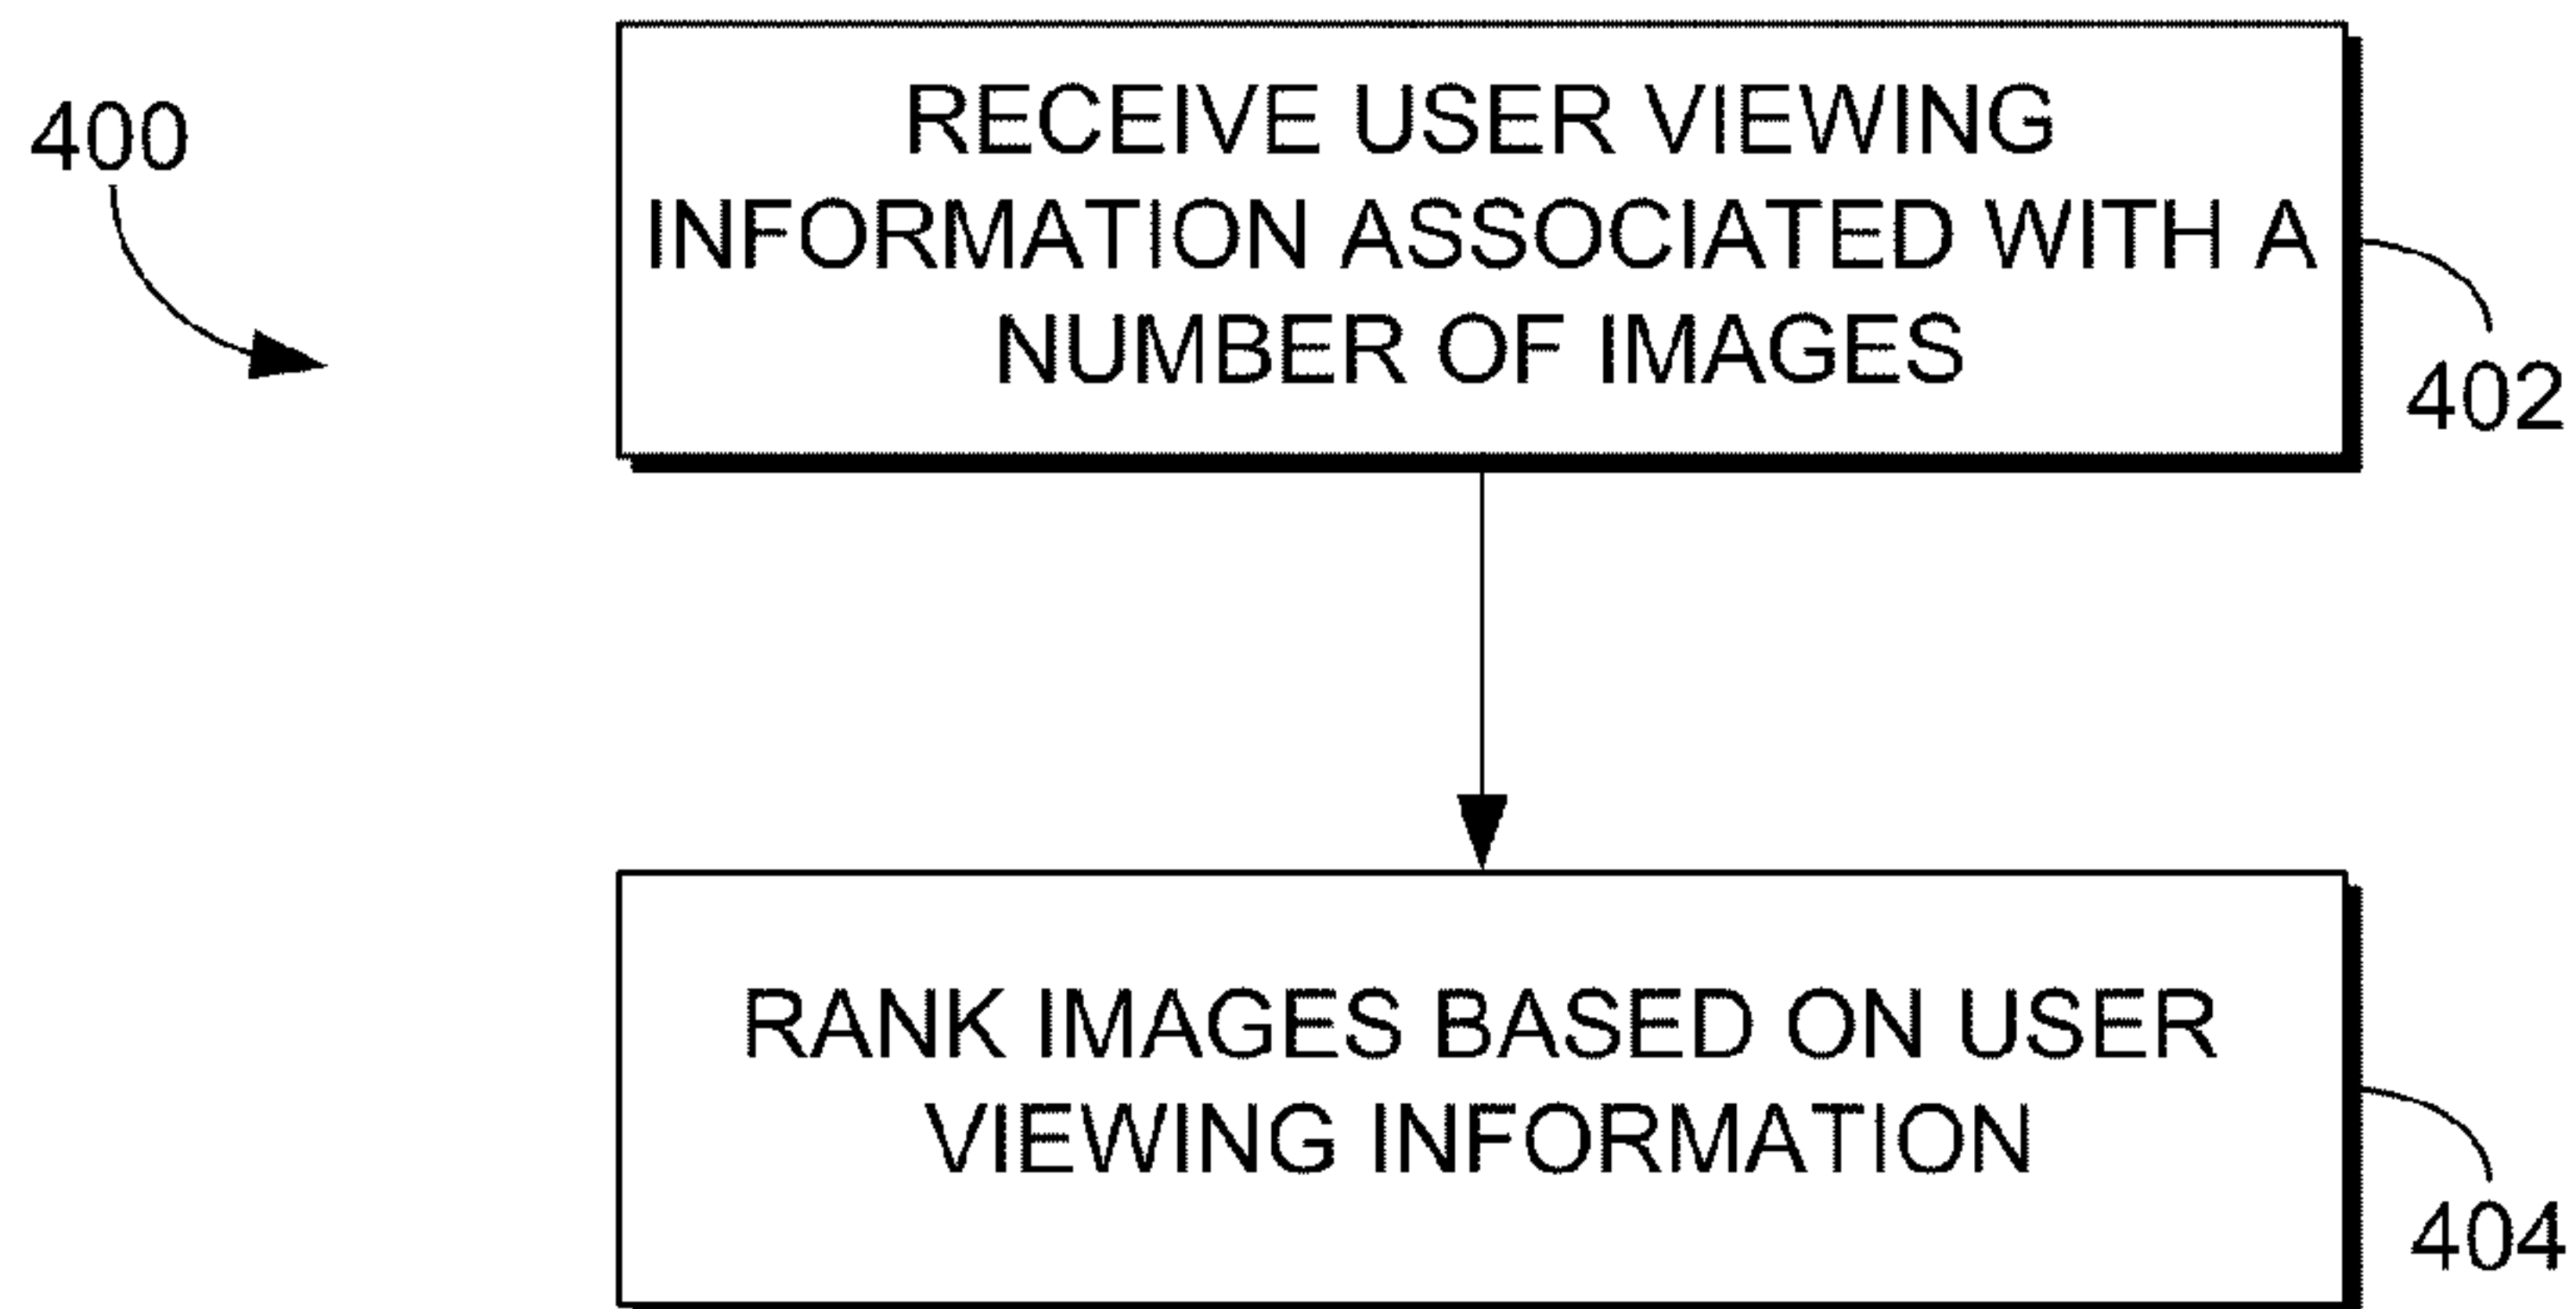 400
RECEIVE USER VIEWING
INFORMATION ASSOCIATED WITH A
NUMBER OF IMAGES
402
RANK IMAGES BASED ON USER
VIEWING INFORMATION
404